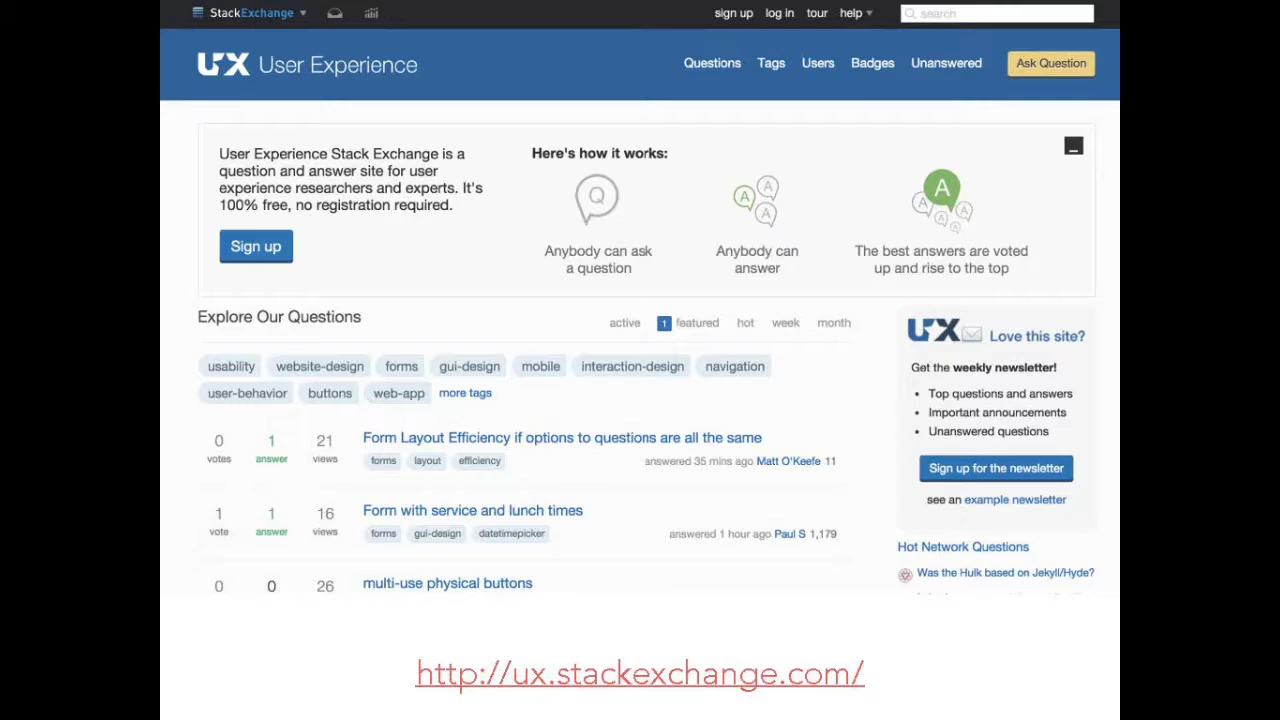 StackExchange
sign up log in tour help
search
UX User Experience
Questions Tags Users Badges Unanswered Ask Question
User Experience Stack Exchange is a
question and answer site for user
experience researchers and experts. It's
100% free, no registration required.
Sign up
Here's how it works:
Q
Anybody can ask
a question
A A A
Anybody can
answer
A A A A A
The best answers are voted
up and rise to the top
Explore Our Questions
active 1 featured hot week month
usability website-design forms gui-design mobile interaction-design navigation
user-behavior buttons web-app more tags
0 votes 1 answer 21 views
Form Layout Efficiency if options to questions are all the same
forms layout efficiency
answered 35 mins ago Matt O'Keefe 11
1 vote 1 answer 16 views
Form with service and lunch times
forms gui-design datetimepicker
answered 1 hour ago Paul S 1,179
0 0 26 multi-use physical buttons
UX Love this site?
Get the weekly newsletter!
• Top questions and answers
• Important announcements
• Unanswered questions
Sign up for the newsletter
see an example newsletter
Hot Network Questions
Was the Hulk based on Jekyll/Hyde?
http://ux.stackexchange.com/